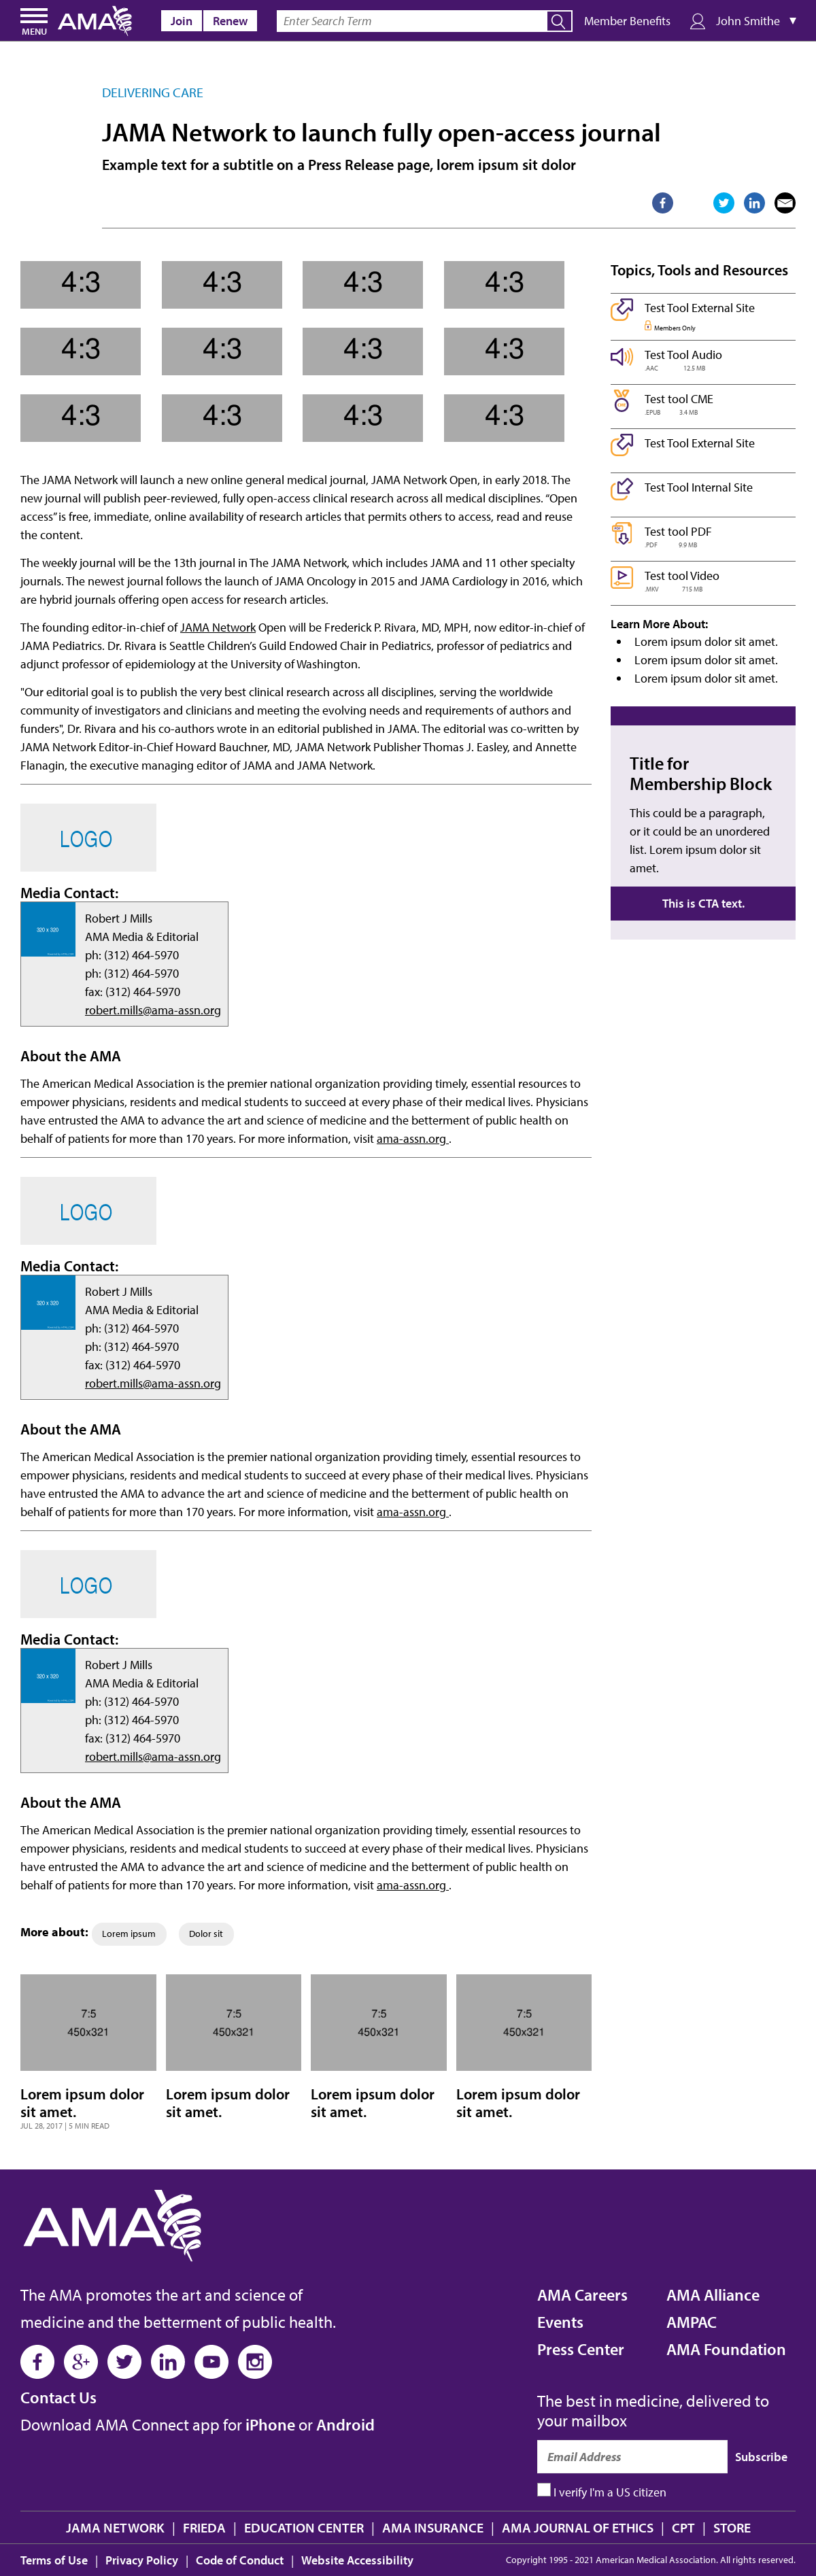 MENU
AMA
Join
Renew
Enter Search Term
Member Benefits
John Smithe
DELIVERING CARE
JAMA Network to launch fully open-access journal
Example text for a subtitle on a Press Release page, lorem ipsum sit dolor
4:3 4:3 4:3 4:3
4:3 4:3 4:3 4:3
4:3 4:3 4:3 4:3
The JAMA Network will launch a new online general medical journal, JAMA Network Open, in early 2018. The
new journal will publish peer-reviewed, fully open-access clinical research across all medical disciplines. “Open
access” is free, immediate, online availability of research articles that permits others to access, read and reuse
the content.
The weekly journal will be the 13th journal in The JAMA Network, which includes JAMA and 11 other specialty
journals. The newest journal follows the launch of JAMA Oncology in 2015 and JAMA Cardiology in 2016, which
are hybrid journals offering open access for research articles.
The founding editor-in-chief of JAMA Network Open will be Frederick P. Rivara, MD, MPH, now editor-in-chief of
JAMA Pediatrics. Dr. Rivara is Seattle Children’s Guild Endowed Chair in Pediatrics, professor of pediatrics and
adjunct professor of epidemiology at the University of Washington.
"Our editorial goal is to publish the very best clinical research across all disciplines, serving the worldwide
community of investigators and clinicians and meeting the evolving needs and requirements of authors and
funders", Dr. Rivara and his co-authors wrote in an editorial published in JAMA. The editorial was co-written by
JAMA Network Editor-in-Chief Howard Bauchner, MD, JAMA Network Publisher Thomas J. Easley, and Annette
Flanagin, the executive managing editor of JAMA and JAMA Network.
LOGO
Media Contact:
320 x 320
Robert J Mills
AMA Media & Editorial
ph: (312) 464-5970
ph: (312) 464-5970
fax: (312) 464-5970
robert.mills@ama-assn.org
About the AMA
The American Medical Association is the premier national organization providing timely, essential resources to
empower physicians, residents and medical students to succeed at every phase of their medical lives. Physicians
have entrusted the AMA to advance the art and science of medicine and the betterment of public health on
behalf of patients for more than 170 years. For more information, visit ama-assn.org .
LOGO
Media Contact:
320 x 320
Robert J Mills
AMA Media & Editorial
ph: (312) 464-5970
ph: (312) 464-5970
fax: (312) 464-5970
robert.mills@ama-assn.org
About the AMA
The American Medical Association is the premier national organization providing timely, essential resources to
empower physicians, residents and medical students to succeed at every phase of their medical lives. Physicians
have entrusted the AMA to advance the art and science of medicine and the betterment of public health on
behalf of patients for more than 170 years. For more information, visit ama-assn.org .
LOGO
Media Contact:
320 x 320
Robert J Mills
AMA Media & Editorial
ph: (312) 464-5970
ph: (312) 464-5970
fax: (312) 464-5970
robert.mills@ama-assn.org
About the AMA
The American Medical Association is the premier national organization providing timely, essential resources to
empower physicians, residents and medical students to succeed at every phase of their medical lives. Physicians
have entrusted the AMA to advance the art and science of medicine and the betterment of public health on
behalf of patients for more than 170 years. For more information, visit ama-assn.org .
More about: Lorem ipsum Dolor sit
7:5 7:5 7:5 7:5
450x321 450x321 450x321 450x321
Lorem ipsum dolor
sit amet.
JUL 28, 2017 | 5 MIN READ
Lorem ipsum dolor
sit amet.
Lorem ipsum dolor
sit amet.
Lorem ipsum dolor
sit amet.
Topics, Tools and Resources
Test Tool External Site
Members Only
Test Tool Audio
.AAC 12.5 MB
Test tool CME
.EPUB 3.4 MB
Test Tool External Site
Test Tool Internal Site
Test tool PDF
.PDF 9.9 MB
Test tool Video
.MKV 715 MB
Learn More About:
• Lorem ipsum dolor sit amet.
• Lorem ipsum dolor sit amet.
• Lorem ipsum dolor sit amet.
Title for
Membership Block
This could be a paragraph,
or it could be an unordered
list. Lorem ipsum dolor sit
amet.
This is CTA text.
AMA
The AMA promotes the art and science of
medicine and the betterment of public health.
Contact Us
Download AMA Connect app for iPhone or Android
AMA Careers
Events
Press Center
AMA Alliance
AMPAC
AMA Foundation
The best in medicine, delivered to
your mailbox
Email Address
Subscribe
I verify I'm a US citizen
JAMA NETWORK | FRIEDA | EDUCATION CENTER | AMA INSURANCE | AMA JOURNAL OF ETHICS | CPT | STORE
Terms of Use | Privacy Policy | Code of Conduct | Website Accessibility
Copyright 1995 - 2021 American Medical Association. All rights reserved.